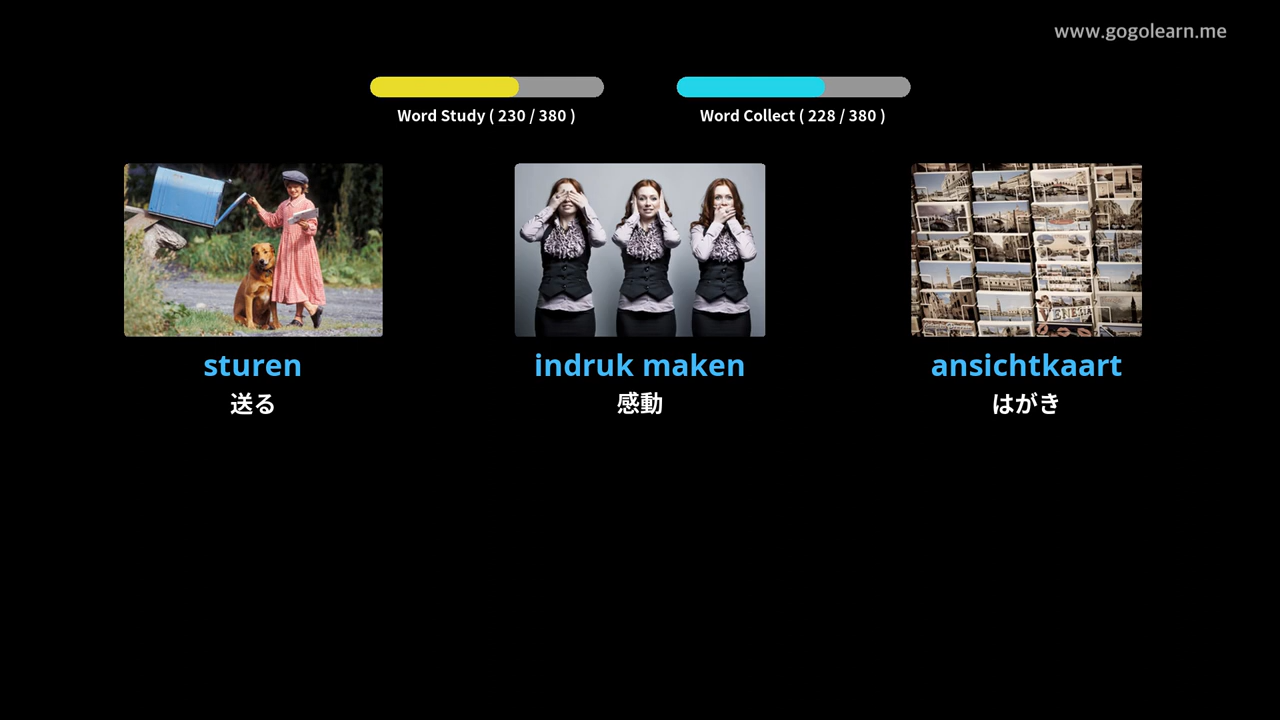 www.gogolearn.me
Word Study ( 230 / 380 )
Word Collect ( 228 / 380 )
VENEZIA
sturen
indruk maken
ansichtkaart
送る
感動
はがき